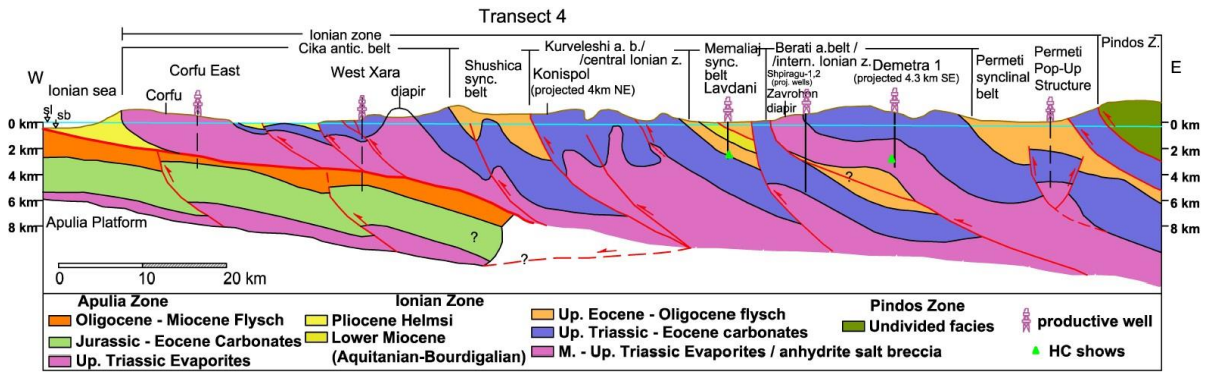 Transect 4
Ionian zone
Cika antic. belt
Kurveleshi a. b./
/central Ionian z.
Memaliaj
sync.
belt
Lavdani
Berati a.belt /
/intern. Ionian z.
Pindos Z.
W
Ionian sea
sl
sb
Corfu East
Corfu
West Xara
diapir
Shushica
sync.
belt
Konispol
(projected 4km NE)
Shpiragu-1,2
(proj. wells)
Zavrohon
diapir
Demetra 1
(projected 4.3 km SE)
Permeti
synclinal
belt
Permeti
Pop-Up
Structure
E
0 km
2 km
4 km
6 km
8 km
0 km
2 km
4 km
6 km
8 km
Apulia Platform
?
?
?
0 10 20 km
Apulia Zone
Oligocene - Miocene Flysch
Jurassic - Eocene Carbonates
Up. Triassic Evaporites
Ionian Zone
Pliocene Helmsi
Lower Miocene
(Aquitanian-Bourdigalian)
Up. Eocene - Oligocene flysch
Up. Triassic - Eocene carbonates
M. - Up. Triassic Evaporites / anhydrite salt breccia
Pindos Zone
Undivided facies
productive well
HC shows